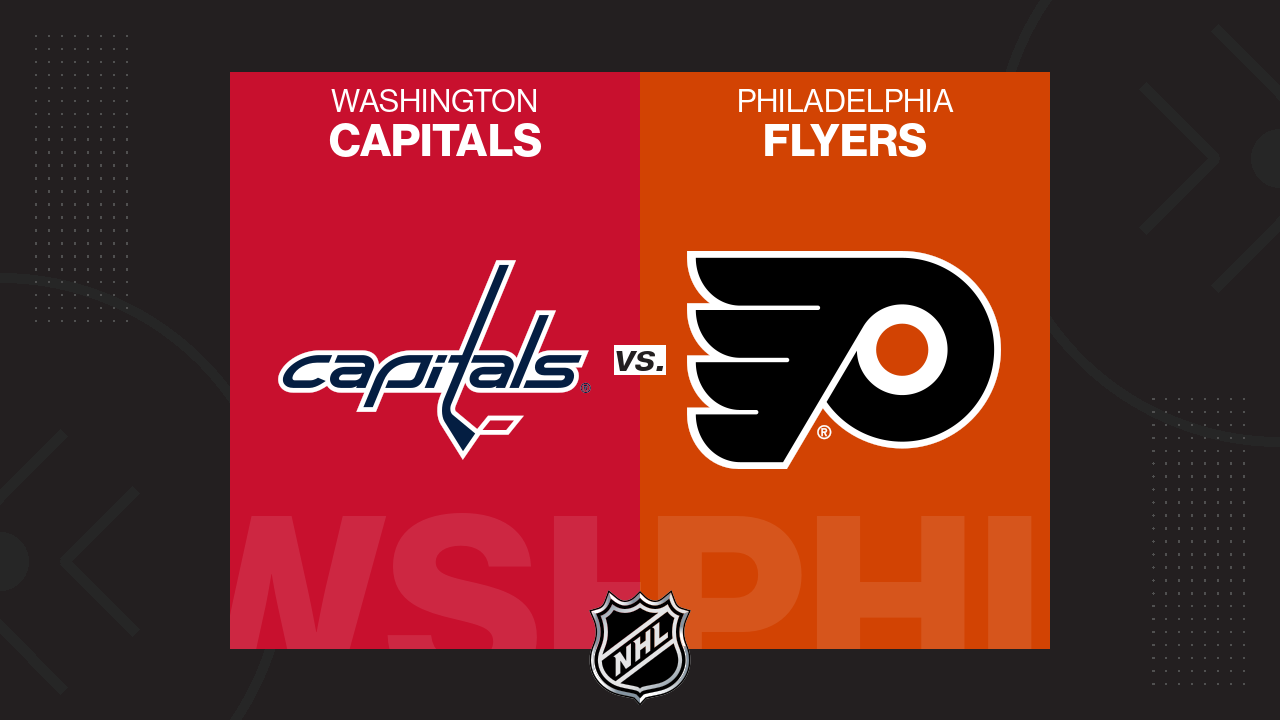 WASHINGTON
CAPITALS
PHILADELPHIA
FLYERS
capitals
vs.
®
WSH
PHI
NHL